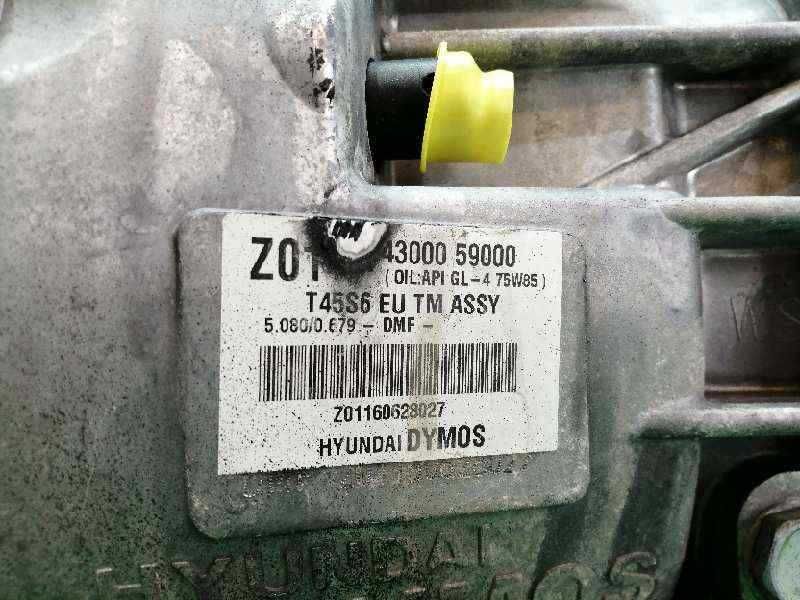 Z01 43000 59000
( OIL:API GL-4 75W85 )
T45S6 EU TM ASSY
5.080/0.679 - DMF -
Z01160628027
HYUNDAI DYMOS
HYUNDAI